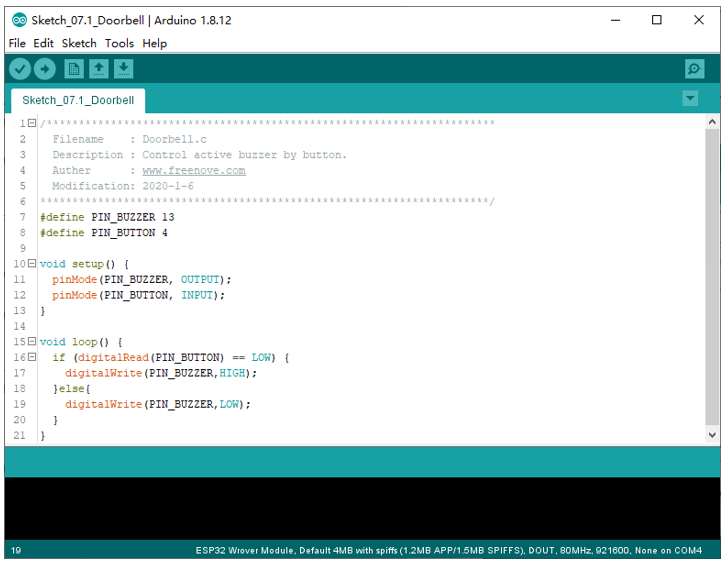 Sketch_07.1_Doorbell | Arduino 1.8.12
File Edit Sketch Tools Help
Sketch_07.1_Doorbell
1 /**********************************************************************
2   Filename    : Doorbell.c
3   Description : Control active buzzer by button.
4   Auther      : www.freenove.com
5   Modification: 2020-1-6
6 **********************************************************************/
7 #define PIN_BUZZER 13
8 #define PIN_BUTTON 4
9
10 void setup() {
11   pinMode(PIN_BUZZER, OUTPUT);
12   pinMode(PIN_BUTTON, INPUT);
13 }
14
15 void loop() {
16   if (digitalRead(PIN_BUTTON) == LOW) {
17     digitalWrite(PIN_BUZZER,HIGH);
18   }else{
19     digitalWrite(PIN_BUZZER,LOW);
20   }
21 }
19 ESP32 Wrover Module, Default 4MB with spiffs (1.2MB APP/1.5MB SPIFFS), DOUT, 80MHz, 921600, None on COM4